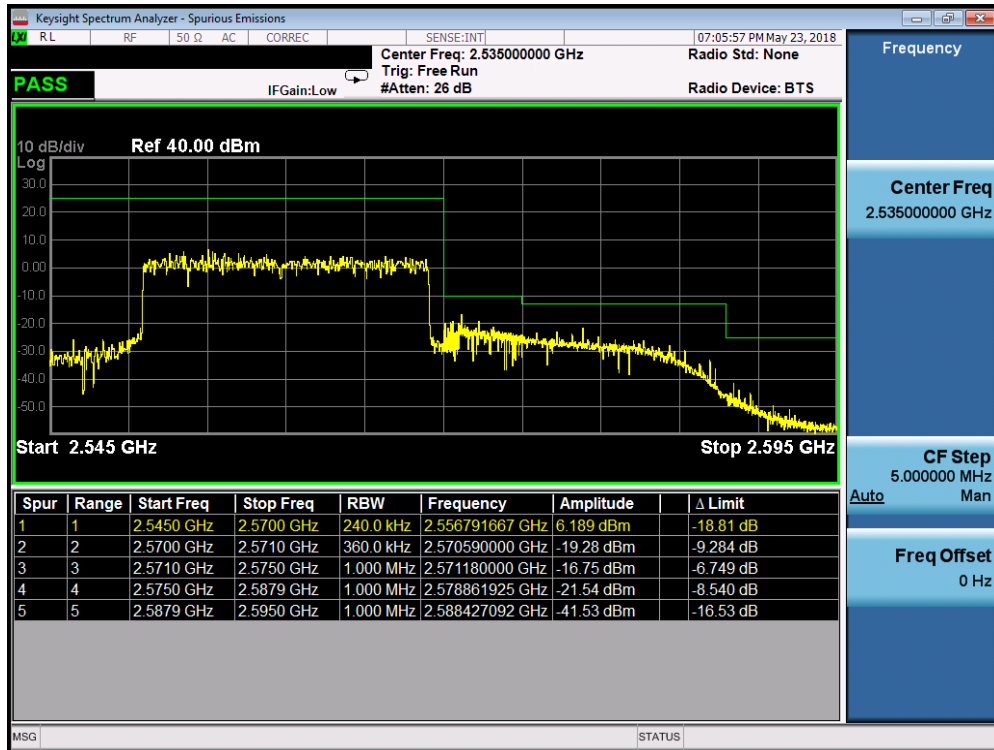 Keysight Spectrum Analyzer - Spurious Emissions
LXI RL RF 50 Ω AC CORREC SENSE:INT 07:05:57 PM May 23, 2018
Center Freq: 2.535000000 GHz Radio Std: None
Trig: Free Run
PASS IFGain:Low #Atten: 26 dB Radio Device: BTS
10 dB/div Ref 40.00 dBm
Log
30.0
20.0
10.0
0.00
-10.0
-20.0
-30.0
-40.0
-50.0
Start 2.545 GHz Stop 2.595 GHz
Spur Range Start Freq Stop Freq RBW Frequency Amplitude Δ Limit
1 1 2.5450 GHz 2.5700 GHz 240.0 kHz 2.556791667 GHz 6.189 dBm -18.81 dB
2 2 2.5700 GHz 2.5710 GHz 360.0 kHz 2.570590000 GHz -19.28 dBm -9.284 dB
3 3 2.5710 GHz 2.5750 GHz 1.000 MHz 2.571180000 GHz -16.75 dBm -6.749 dB
4 4 2.5750 GHz 2.5879 GHz 1.000 MHz 2.578861925 GHz -21.54 dBm -8.540 dB
5 5 2.5879 GHz 2.5950 GHz 1.000 MHz 2.588427092 GHz -41.53 dBm -16.53 dB
MSG STATUS
Frequency
Center Freq
2.535000000 GHz
CF Step
5.000000 MHz
Auto Man
Freq Offset
0 Hz